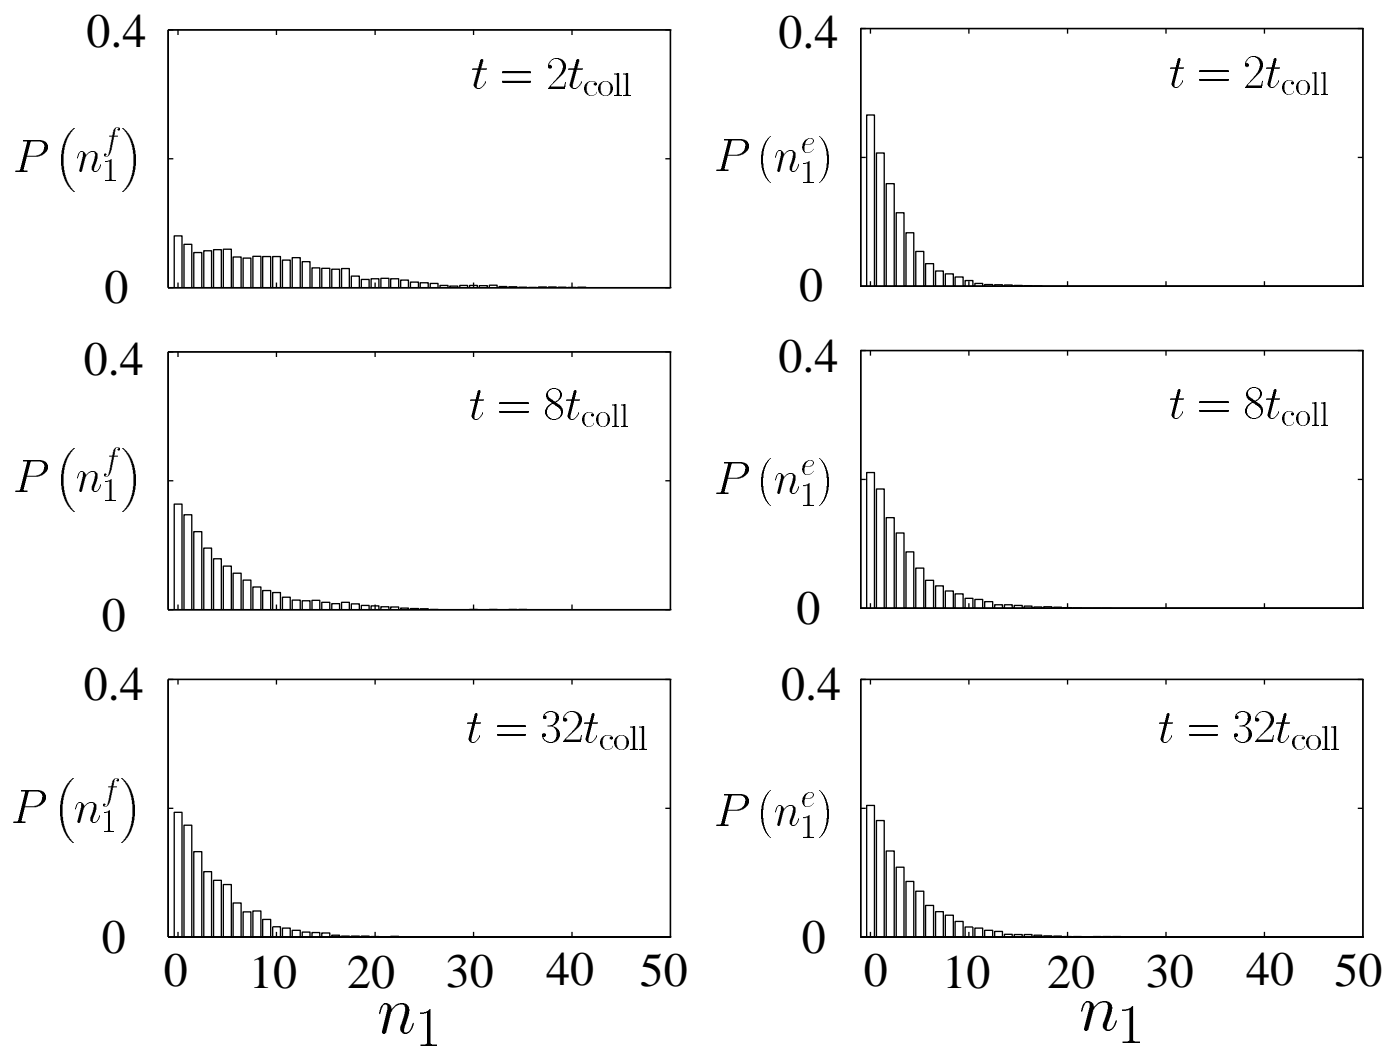 0.4
t = 2t_coll
P(n_1^f)
0
0.4
t = 2t_coll
P(n_1^e)
0
0.4
t = 8t_coll
P(n_1^f)
0
0.4
t = 8t_coll
P(n_1^e)
0
0.4
t = 32t_coll
P(n_1^f)
0
0 10 20 30 40 50
n_1
0.4
t = 32t_coll
P(n_1^e)
0
0 10 20 30 40 50
n_1